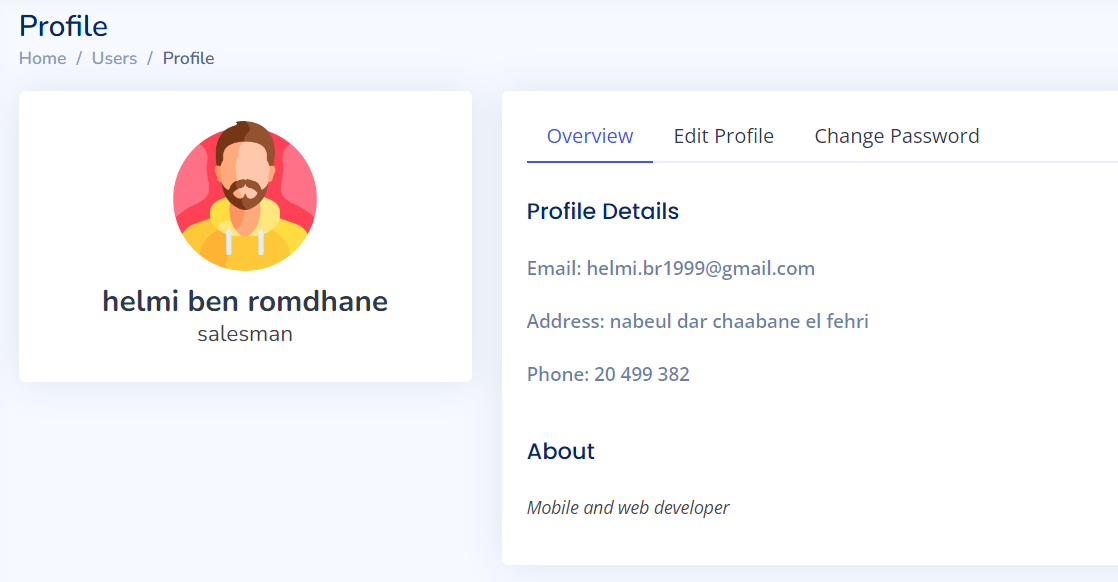 Profile
Home / Users / Profile
helmi ben romdhane
salesman
Overview Edit Profile Change Password
Profile Details
Email: helmi.br1999@gmail.com
Address: nabeul dar chaabane el fehri
Phone: 20 499 382
About
Mobile and web developer